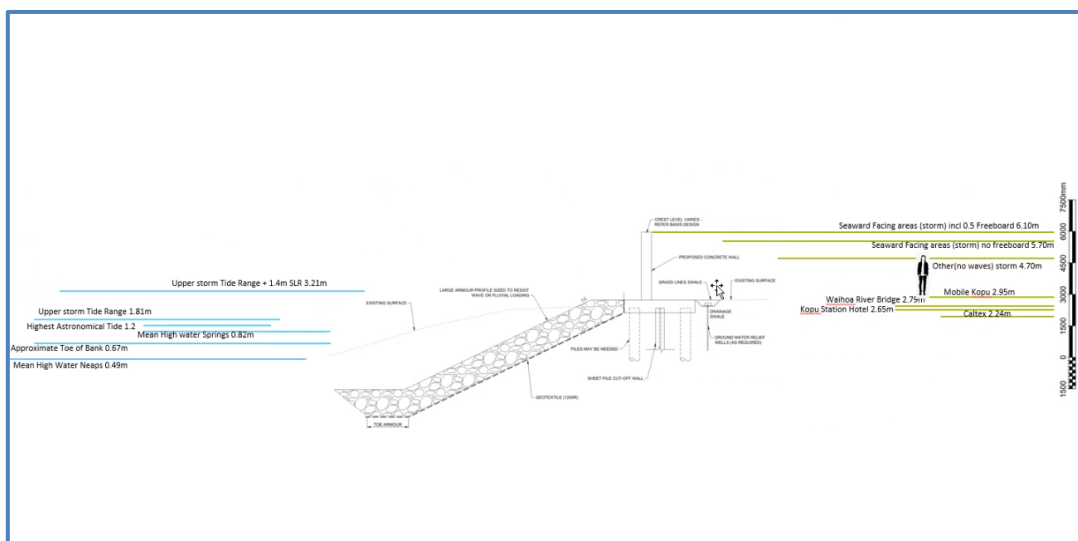 Upper storm Tide Range + 1.4m SLR 3.21m
Upper storm Tide Range 1.81m
Highest Astronomical Tide 1.2
Mean High water Springs 0.82m
Approximate Toe of Bank 0.67m
Mean High Water Neaps 0.49m
EXISTING SURFACE
LARGE ARMOUR PROFILE SIZED TO RESIST
WAVE OR FLUVIAL LOADING
CREST LEVEL VARIES -
REFER BASIS DESIGN
PROPOSED CONCRETE WALL
GRASS LINES SWALE
EXISTING SURFACE
DRAINAGE
SWALE
GROUND WATER RELIEF
WELLS (AS REQUIRED)
PILES MAY BE NEEDED
SHEET PILE CUT-OFF WALL
GEOTEXTILE (1200R)
TOE ARMOUR
Seaward Facing areas (storm) incl 0.5 Freeboard 6.10m
Seaward Facing areas (storm) no freeboard 5.70m
Other(no waves) storm 4.70m
Mobile Kopu 2.95m
Waihoa River Bridge 2.79m
Kopu Station Hotel 2.65m
Caltex 2.24m
7500mm
6000
4500
3000
1500
0
1500